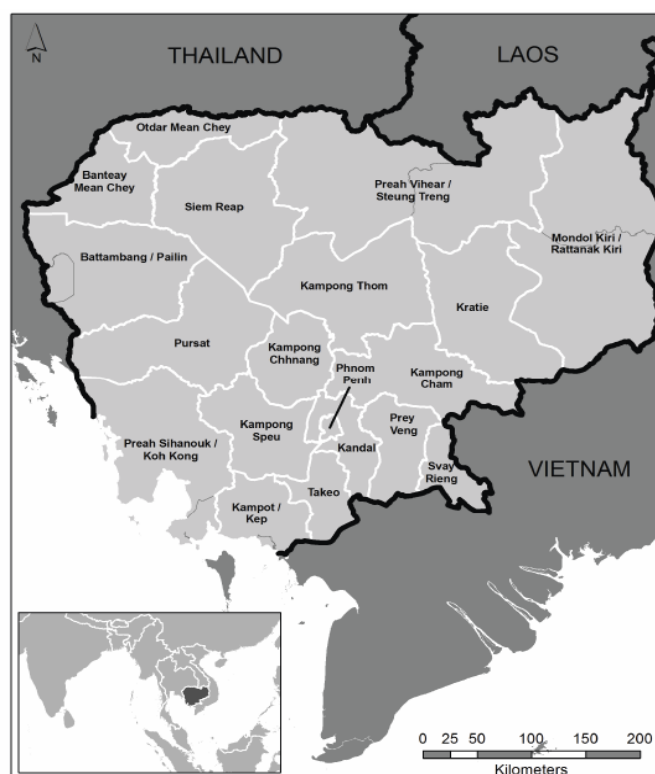 THAILAND
LAOS
N
Otdar Mean Chey
Banteay
Mean Chey
Siem Reap
Preah Vihear /
Steung Treng
Mondol Kiri /
Rattanak Kiri
Battambang / Pailin
Kampong Thom
Kratie
Pursat
Kampong
Chhnang
Phnom
Penh
Kampong
Cham
Preah Sihanouk /
Koh Kong
Kampong
Speu
Kandal
Prey
Veng
Svay
Rieng
VIETNAM
Takeo
Kampot /
Kep
0 25 50 100 150 200
Kilometers